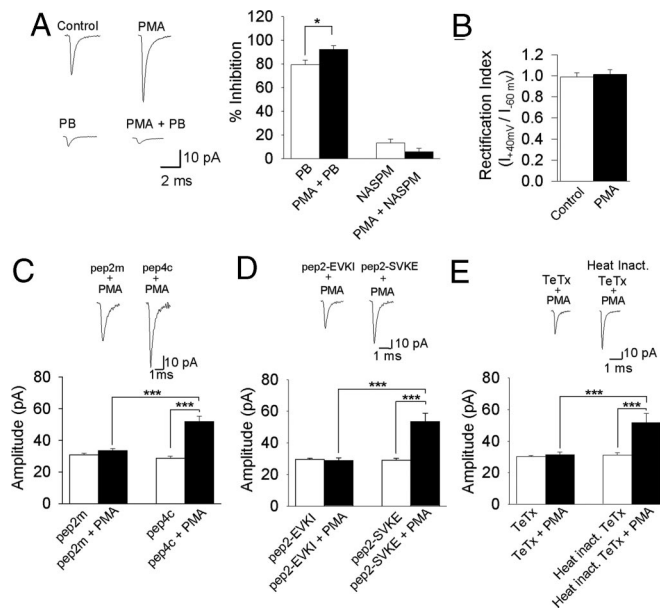 A
Control
PMA
PB
PMA + PB
10 pA
2 ms
% Inhibition
120
100
80
60
40
20
0
*
PB
PMA + PB
NASPM
PMA + NASPM
B
Rectification Index
(I+40mV / I-60 mV)
1.2
1.0
0.8
0.6
0.4
0.2
0.0
Control
PMA
C
pep2m
+
PMA
pep4c
+
PMA
10 pA
1ms
Amplitude (pA)
80
60
40
20
0
***
***
pep2m
pep2m + PMA
pep4c
pep4c + PMA
D
pep2-EVKI
+
PMA
pep2-SVKE
+
PMA
10 pA
1 ms
Amplitude (pA)
80
60
40
20
0
***
***
pep2-EVKI
pep2-EVKI + PMA
pep2-SVKE
pep2-SVKE + PMA
E
TeTx
+
PMA
Heat Inact.
TeTx
+
PMA
10 pA
1 ms
Amplitude (pA)
80
60
40
20
0
***
***
TeTx
TeTx + PMA
Heat inact. TeTx
Heat inact. TeTx + PMA